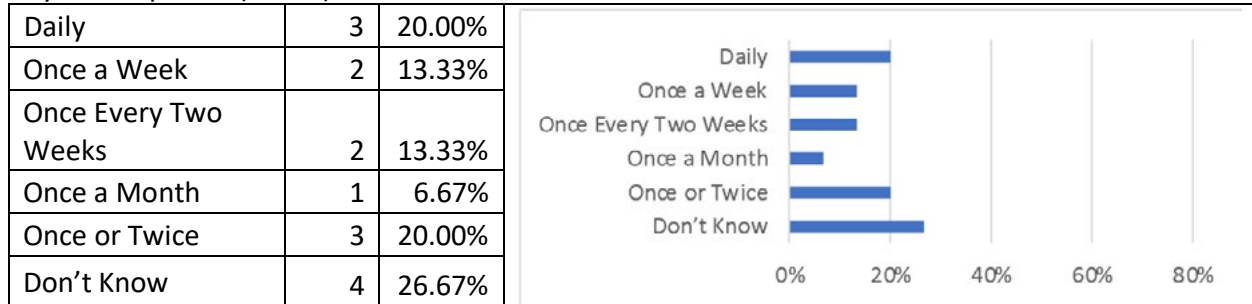 Daily 3 20.00%
Once a Week 2 13.33%
Once Every Two
Weeks 2 13.33%
Once a Month 1 6.67%
Once or Twice 3 20.00%
Don’t Know 4 26.67%
Daily
Once a Week
Once Every Two Weeks
Once a Month
Once or Twice
Don’t Know
0% 20% 40% 60% 80%